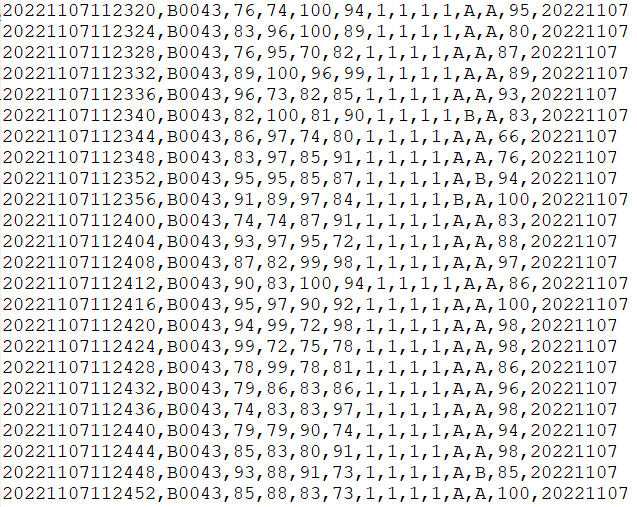 20221107112320,B0043,76,74,100,94,1,1,1,1,A,A,95,20221107
20221107112324,B0043,83,96,100,89,1,1,1,1,A,A,80,20221107
20221107112328,B0043,76,95,70,82,1,1,1,1,A,A,87,20221107
20221107112332,B0043,89,100,96,99,1,1,1,1,A,A,89,20221107
20221107112336,B0043,96,73,82,85,1,1,1,1,A,A,93,20221107
20221107112340,B0043,82,100,81,90,1,1,1,1,B,A,83,20221107
20221107112344,B0043,86,97,74,80,1,1,1,1,A,A,66,20221107
20221107112348,B0043,83,97,85,91,1,1,1,1,A,A,76,20221107
20221107112352,B0043,95,95,85,87,1,1,1,1,A,B,94,20221107
20221107112356,B0043,91,89,97,84,1,1,1,1,B,A,100,20221107
20221107112400,B0043,74,74,87,91,1,1,1,1,A,A,83,20221107
20221107112404,B0043,93,97,95,72,1,1,1,1,A,A,88,20221107
20221107112408,B0043,87,82,99,98,1,1,1,1,A,A,97,20221107
20221107112412,B0043,90,83,100,94,1,1,1,1,A,A,86,20221107
20221107112416,B0043,95,97,90,92,1,1,1,1,A,A,100,20221107
20221107112420,B0043,94,99,72,98,1,1,1,1,A,A,98,20221107
20221107112424,B0043,99,72,75,78,1,1,1,1,A,A,98,20221107
20221107112428,B0043,78,99,78,81,1,1,1,1,A,A,86,20221107
20221107112432,B0043,79,86,83,86,1,1,1,1,A,A,96,20221107
20221107112436,B0043,74,83,83,97,1,1,1,1,A,A,98,20221107
20221107112440,B0043,79,79,90,74,1,1,1,1,A,A,94,20221107
20221107112444,B0043,85,83,80,91,1,1,1,1,A,A,98,20221107
20221107112448,B0043,93,88,91,73,1,1,1,1,A,B,85,20221107
20221107112452,B0043,85,88,83,73,1,1,1,1,A,A,100,20221107